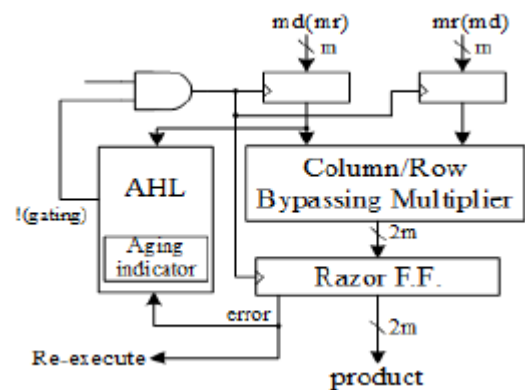 md(mr) mr(md)
m m
AHL
Aging
indicator
!(gating)
Column/Row
Bypassing Multiplier
2m
Razor F.F.
error
2m
Re-execute
product